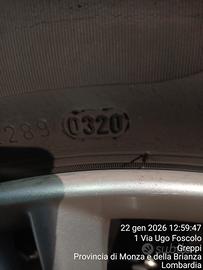 289 0320
22 gen 2026 12:59:47
1 Via Ugo Foscolo
Greppi
Provincia di Monza e della Brianza
Lombardia